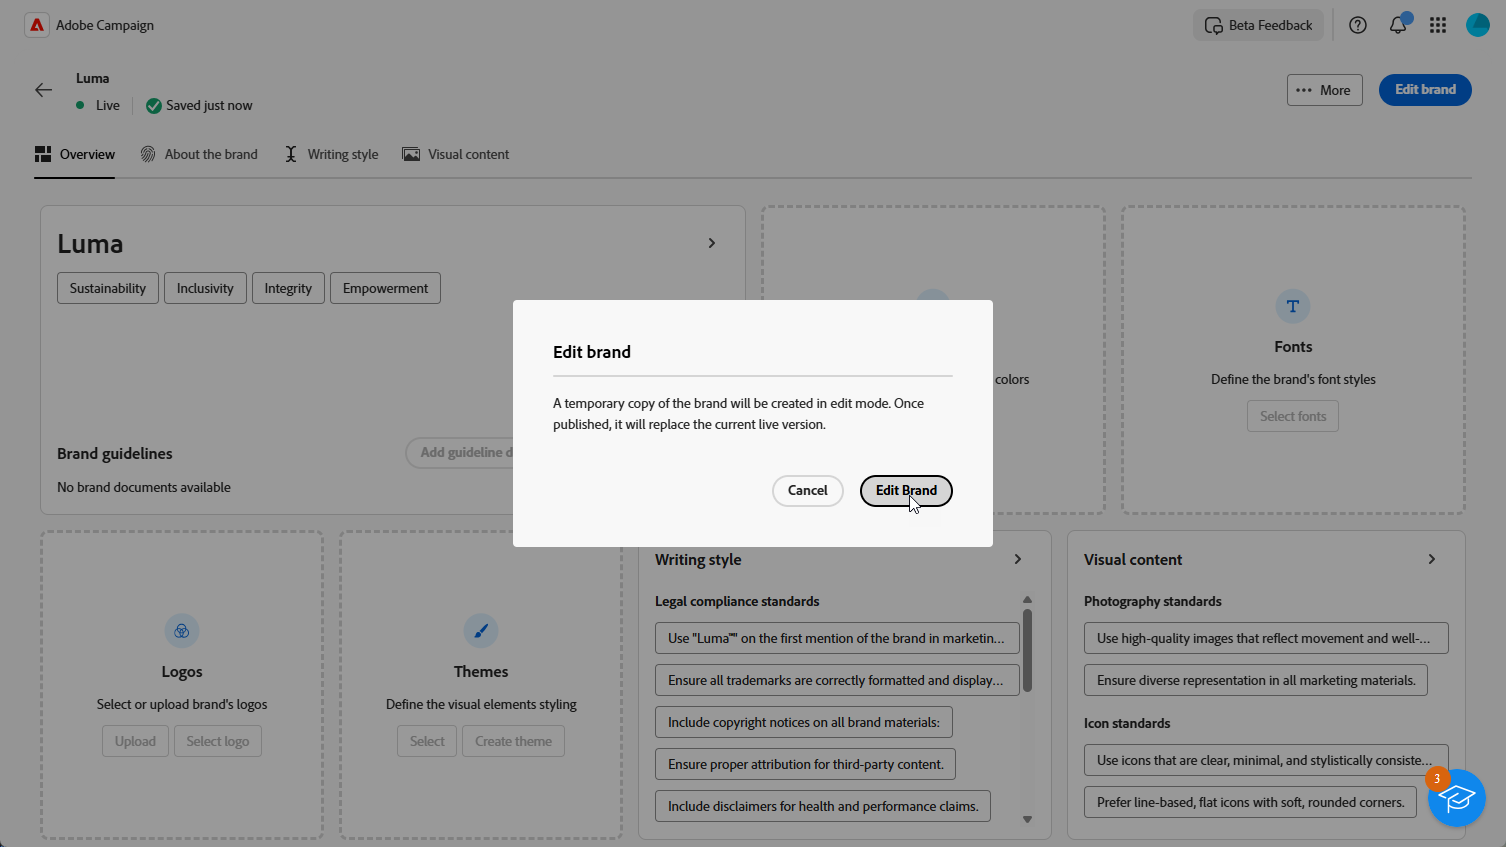 Adobe Campaign
Beta Feedback
Luma
Live
Saved just now
More
Edit brand
Overview
About the brand
Writing style
Visual content
Luma
Sustainability
Inclusivity
Integrity
Empowerment
Brand guidelines
Add guideline d
No brand documents available
colors
T
Fonts
Define the brand's font styles
Select fonts
Edit brand
A temporary copy of the brand will be created in edit mode. Once
published, it will replace the current live version.
Cancel
Edit Brand
Logos
Select or upload brand's logos
Upload
Select logo
Themes
Define the visual elements styling
Select
Create theme
Writing style
Legal compliance standards
Use "Luma™" on the first mention of the brand in marketin...
Ensure all trademarks are correctly formatted and display...
Include copyright notices on all brand materials:
Ensure proper attribution for third-party content.
Include disclaimers for health and performance claims.
Visual content
Photography standards
Use high-quality images that reflect movement and well-...
Ensure diverse representation in all marketing materials.
Icon standards
Use icons that are clear, minimal, and stylistically consiste...
Prefer line-based, flat icons with soft, rounded corners.
3